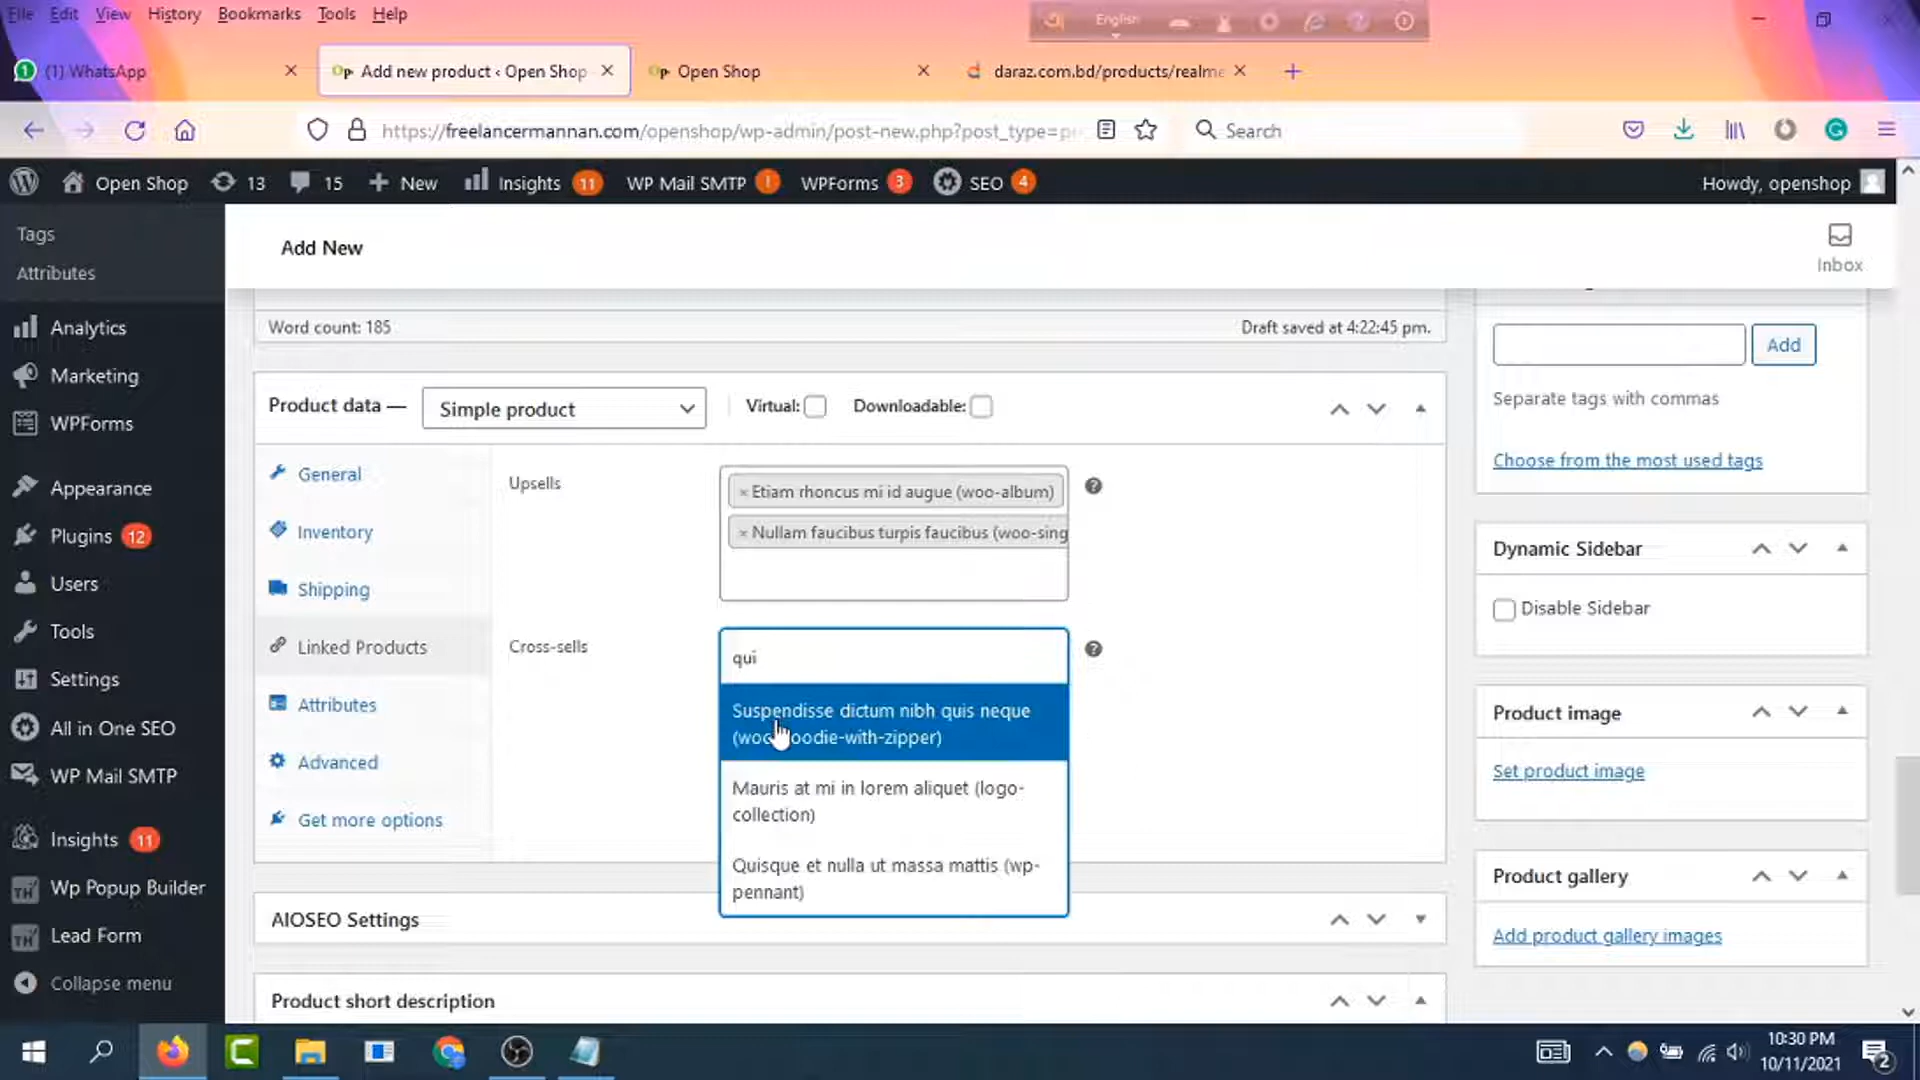 File Edit View History Bookmarks Tools Help
English
(1) WhatsApp
Add new product ‹ Open Shop
Open Shop
daraz.com.bd/products/realme
https://freelancermannan.com/openshop/wp-admin/post-new.php?post_type=p
Search
Open Shop 13 15 New Insights 11 WP Mail SMTP ! WPForms 3 SEO 4
Howdy, openshop
Tags
Attributes
Analytics
Marketing
WPForms
Appearance
Plugins 12
Users
Tools
Settings
All in One SEO
WP Mail SMTP
Insights 11
Wp Popup Builder
Lead Form
Collapse menu
Add New
Inbox
Word count: 185
Draft saved at 4:22:45 pm.
Product data — Simple product
Virtual:
Downloadable:
General
Inventory
Shipping
Linked Products
Attributes
Advanced
Get more options
Upsells
× Etiam rhoncus mi id augue (woo-album)
× Nullam faucibus turpis faucibus (woo-sing
Cross-sells
qui
Suspendisse dictum nibh quis neque
(woo-hoodie-with-zipper)
Mauris at mi in lorem aliquet (logo-
collection)
Quisque et nulla ut massa mattis (wp-
pennant)
AIOSEO Settings
Product short description
Add
Separate tags with commas
Choose from the most used tags
Dynamic Sidebar
Disable Sidebar
Product image
Set product image
Product gallery
Add product gallery images
10:30 PM
10/11/2021
2